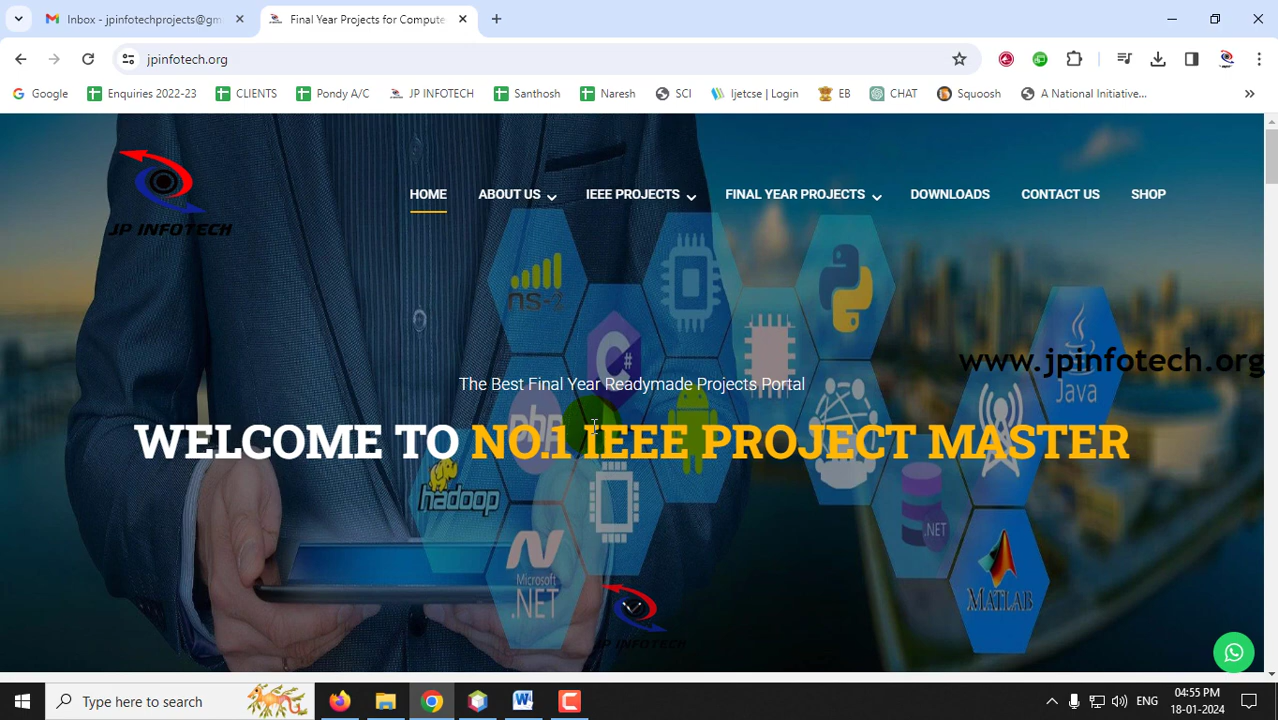 Inbox - jpinfotechprojects@gm
Final Year Projects for Compute
jpinfotech.org
Google
Enquiries 2022-23
CLIENTS
Pondy A/C
JP INFOTECH
Santhosh
Naresh
SCI
Ijetcse | Login
EB
CHAT
Squoosh
A National Initiative...
JP INFOTECH
HOME
ABOUT US
IEEE PROJECTS
FINAL YEAR PROJECTS
DOWNLOADS
CONTACT US
SHOP
ns-2
C#
www.jpinfotech.org
Java
The Best Final Year Readymade Projects Portal
php
WELCOME TO NO.1 IEEE PROJECT MASTER
hadoop
.NET
Microsoft
.NET
MATLAB
JP INFOTECH
Type here to search
W
ENG
04:55 PM
18-01-2024